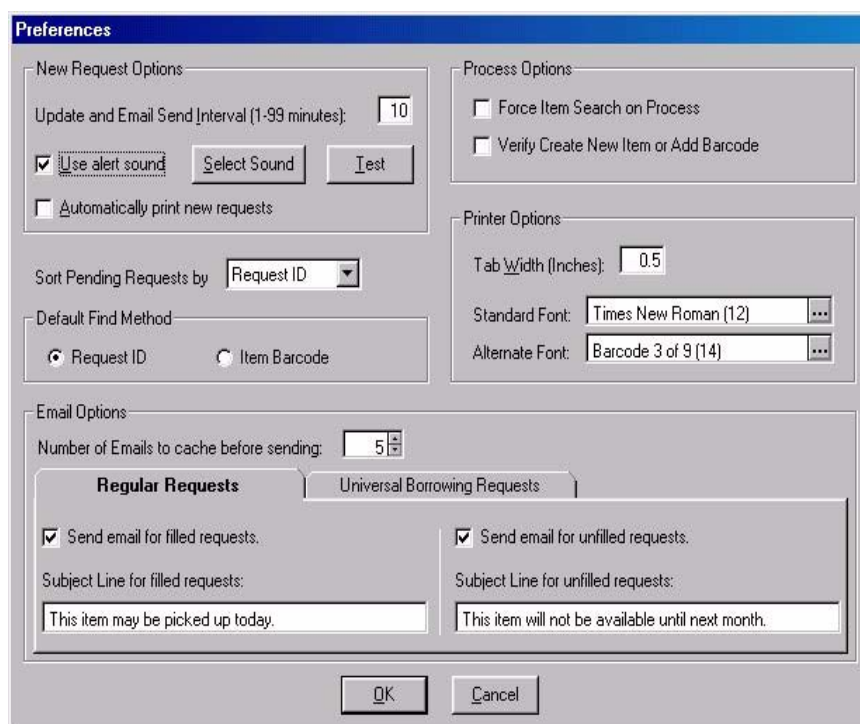 Preferences
New Request Options
Update and Email Send Interval (1-99 minutes): 10
Use alert sound Select Sound Test
Automatically print new requests
Sort Pending Requests by Request ID
Default Find Method
Request ID Item Barcode
Process Options
Force Item Search on Process
Verify Create New Item or Add Barcode
Printer Options
Tab Width (Inches): 0.5
Standard Font: Times New Roman (12) ...
Alternate Font: Barcode 3 of 9 (14) ...
Email Options
Number of Emails to cache before sending: 5
Regular Requests Universal Borrowing Requests
Send email for filled requests.
Subject Line for filled requests:
This item may be picked up today.
Send email for unfilled requests.
Subject Line for unfilled requests:
This item will not be available until next month.
OK Cancel